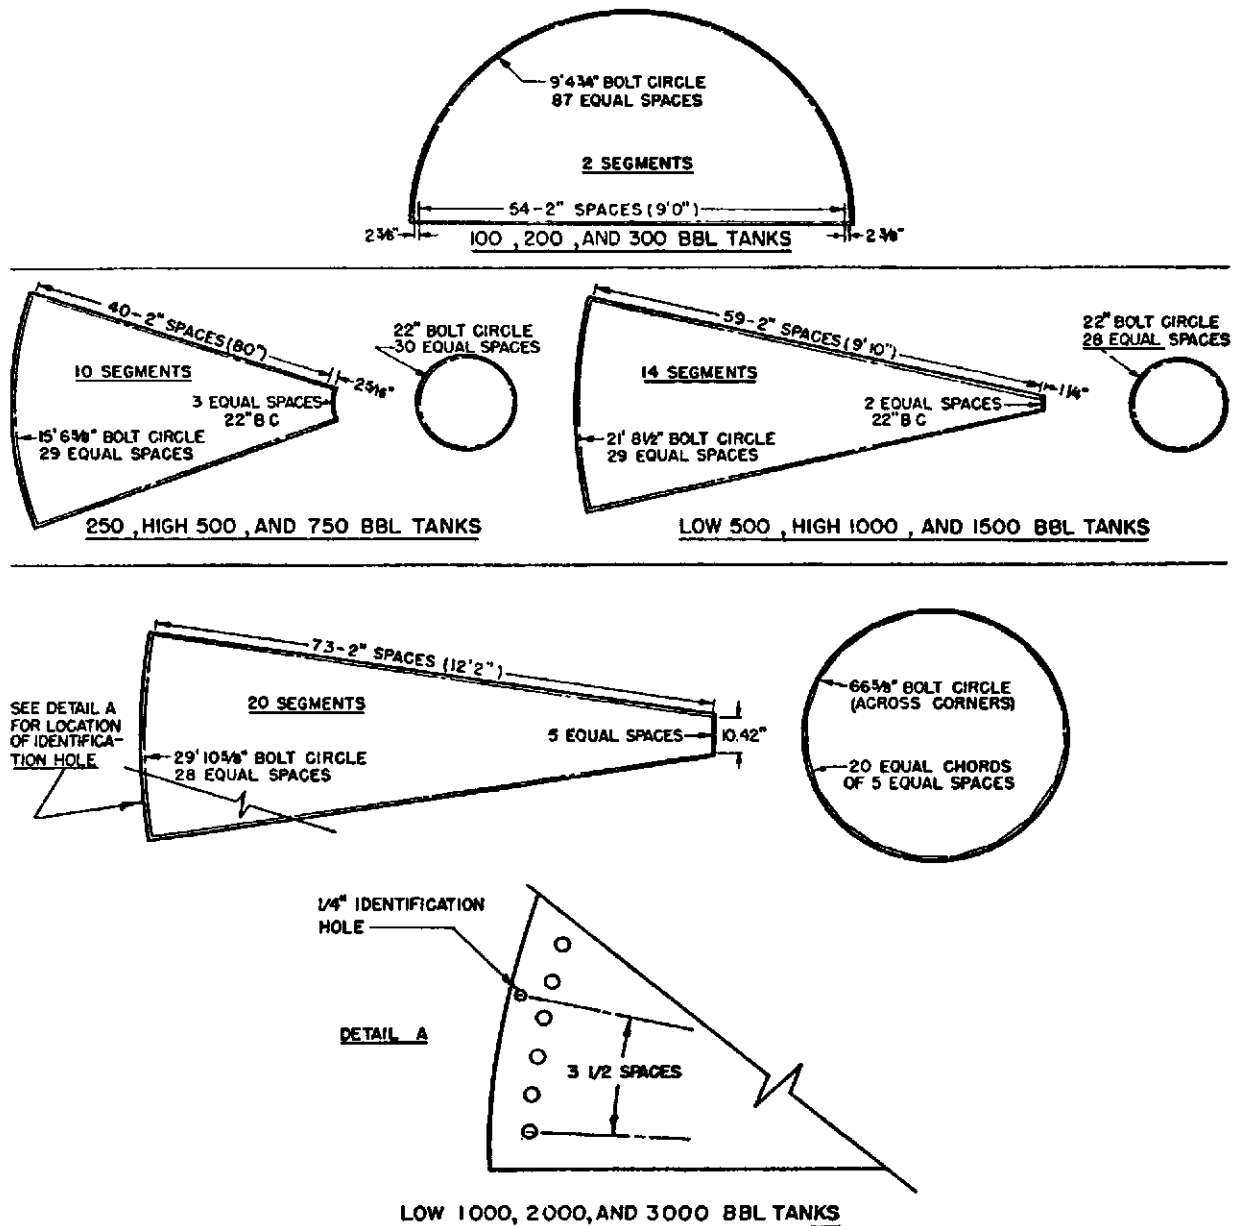 9'4¾" BOLT CIRCLE
87 EQUAL SPACES
2 SEGMENTS
54-2" SPACES (9'0")
2⅜"
2⅜"
100, 200, AND 300 BBL TANKS
40-2" SPACES (80")
10 SEGMENTS
2 5/16"
3 EQUAL SPACES
22" B C
15' 6⅝" BOLT CIRCLE
29 EQUAL SPACES
22" BOLT CIRCLE
30 EQUAL SPACES
250, HIGH 500, AND 750 BBL TANKS
59-2" SPACES (9' 10")
14 SEGMENTS
1¼"
2 EQUAL SPACES
22" B C
21' 8½" BOLT CIRCLE
29 EQUAL SPACES
22" BOLT CIRCLE
28 EQUAL SPACES
LOW 500, HIGH 1000, AND 1500 BBL TANKS
73-2" SPACES (12'2")
20 SEGMENTS
SEE DETAIL A
FOR LOCATION
OF IDENTIFICA-
TION HOLE
5 EQUAL SPACES
10.42"
29' 10⅝" BOLT CIRCLE
28 EQUAL SPACES
66⅝" BOLT CIRCLE
(ACROSS CORNERS)
20 EQUAL CHORDS
OF 5 EQUAL SPACES
1/4" IDENTIFICATION
HOLE
DETAIL A
3 1/2 SPACES
LOW 1000, 2000, AND 3000 BBL TANKS